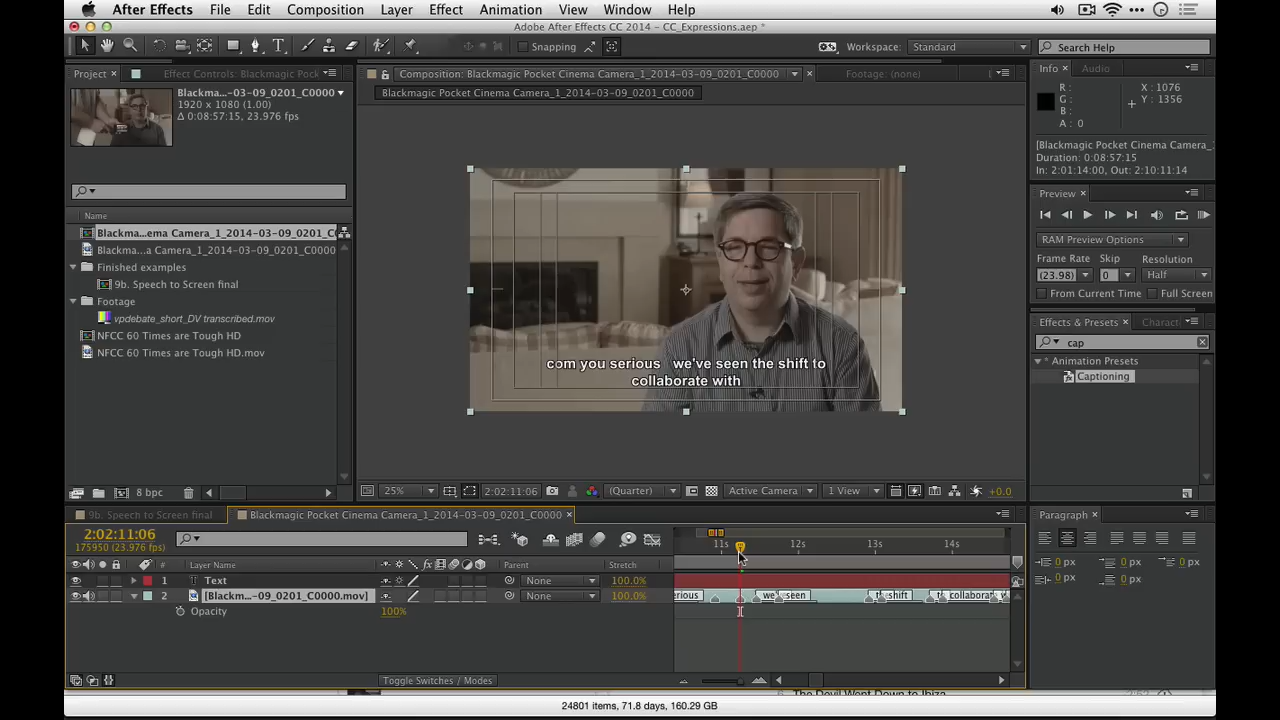 After Effects File Edit Composition Layer Effect Animation View Window Help
Adobe After Effects CC 2014 - CC_Expressions.aep *
Snapping
Workspace: Standard
Search Help
Project
Effect Controls: Blackmagic Pock
Composition: Blackmagic Pocket Cinema Camera_1_2014-03-09_0201_C0000
Footage: (none)
Info Audio
Blackma...-03-09_0201_C0000
1920 x 1080 (1.00)
Δ 0:08:57:15, 23.976 fps
Blackmagic Pocket Cinema Camera_1_2014-03-09_0201_C0000
R :
G :
B :
A : 0
X : 1076
Y : 1356
[Blackmagic Pocket Cinema Camera_
Duration: 0:08:57:15
In: 2:01:14:00, Out: 2:10:11:14
Preview
RAM Preview Options
Frame Rate Skip Resolution
(23.98) 0 Half
From Current Time Full Screen
Name
Blackma...ema Camera_1_2014-03-09_0201_C
Blackma...a Camera_1_2014-03-09_0201_C0000
Finished examples
9b. Speech to Screen final
Footage
vpdebate_short_DV transcribed.mov
NFCC 60 Times are Tough HD
NFCC 60 Times are Tough HD.mov
Effects & Presets Charact
cap
* Animation Presets
Captioning
com you serious we've seen the shift to
collaborate with
8 bpc
25% 2:02:11:06 (Quarter) Active Camera 1 View +0.0
9b. Speech to Screen final
Blackmagic Pocket Cinema Camera_1_2014-03-09_0201_C0000
Paragraph
2:02:11:06
175950 (23.976 fps)
11s 12s 13s 14s
# Layer Name Parent Stretch
1 T Text None 100.0%
2 [Blackm...-09_0201_C0000.mov] None 100.0%
erious we seen shift collabora
Opacity 100%
0 px 0 px
0 px 0 px
0 px
Toggle Switches / Modes
The Devil Went Down to Ibiza
24801 items, 71.8 days, 160.29 GB